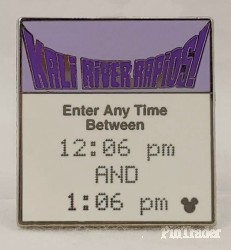 KALI RIVER RAPIDS!
Enter Any Time
Between
12:06 pm
AND
1:06 pm
PinTrader